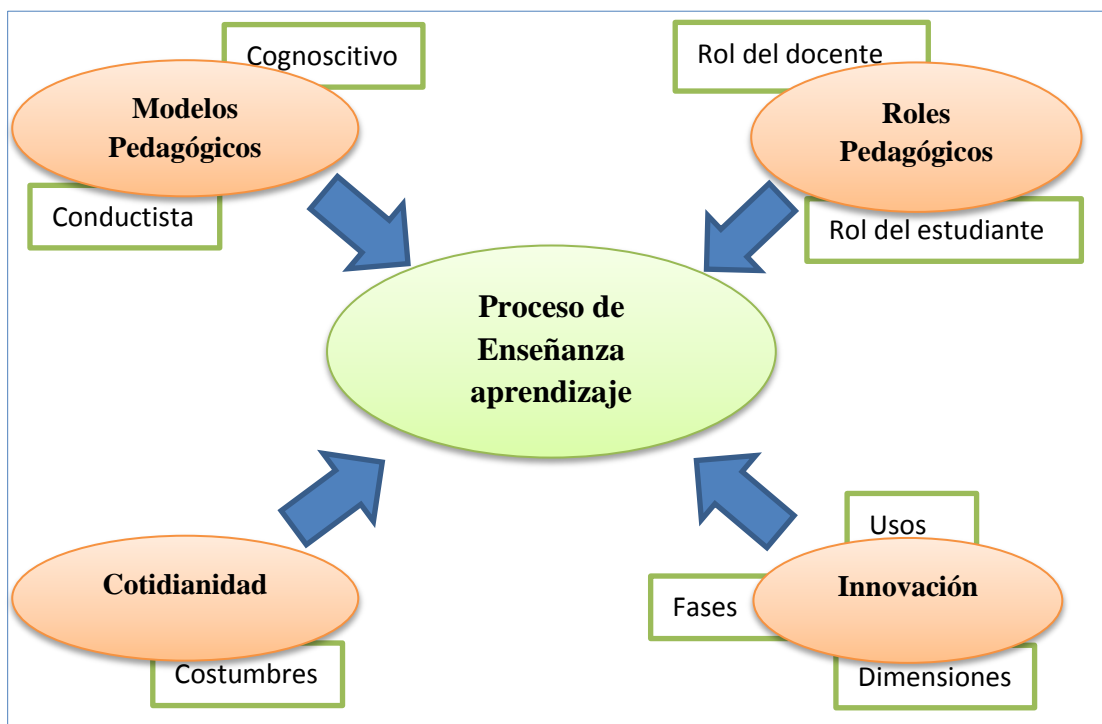 Cognoscitivo
Modelos
Pedagógicos
Conductista
Rol del docente
Roles
Pedagógicos
Rol del estudiante
Proceso de
Enseñanza
aprendizaje
Cotidianidad
Costumbres
Usos
Innovación
Fases
Dimensiones